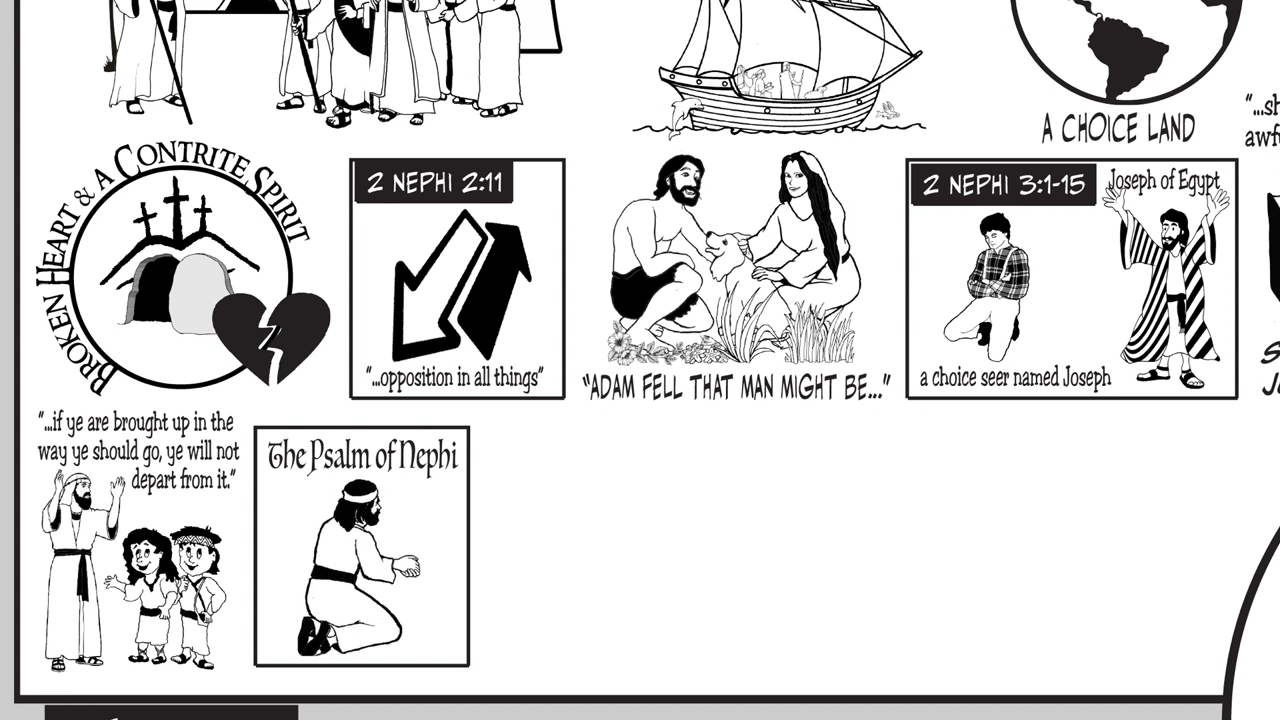 A CHOICE LAND
"...sh
awf
BROKEN HEART & A CONTRITE SPIRIT
2 NEPHI 2:11
"...opposition in all things"
"ADAM FELL THAT MAN MIGHT BE..."
2 NEPHI 3:1-15
Joseph of Egypt
a choice seer named Joseph
"...if ye are brought up in the
way ye should go, ye will not
depart from it."
The Psalm of Nephi